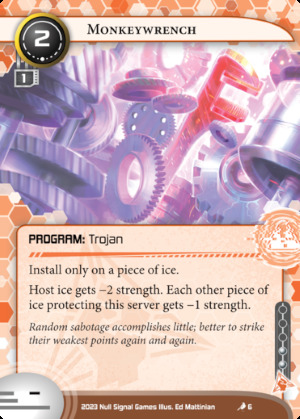 2
MONKEYWRENCH
1
PROGRAM: Trojan
Install only on a piece of ice.
Host ice gets −2 strength. Each other piece of
ice protecting this server gets −1 strength.
Random sabotage accomplishes little; better to strike
their weakest points again and again.
–
2023 Null Signal Games Illus. Ed Mattinian
6